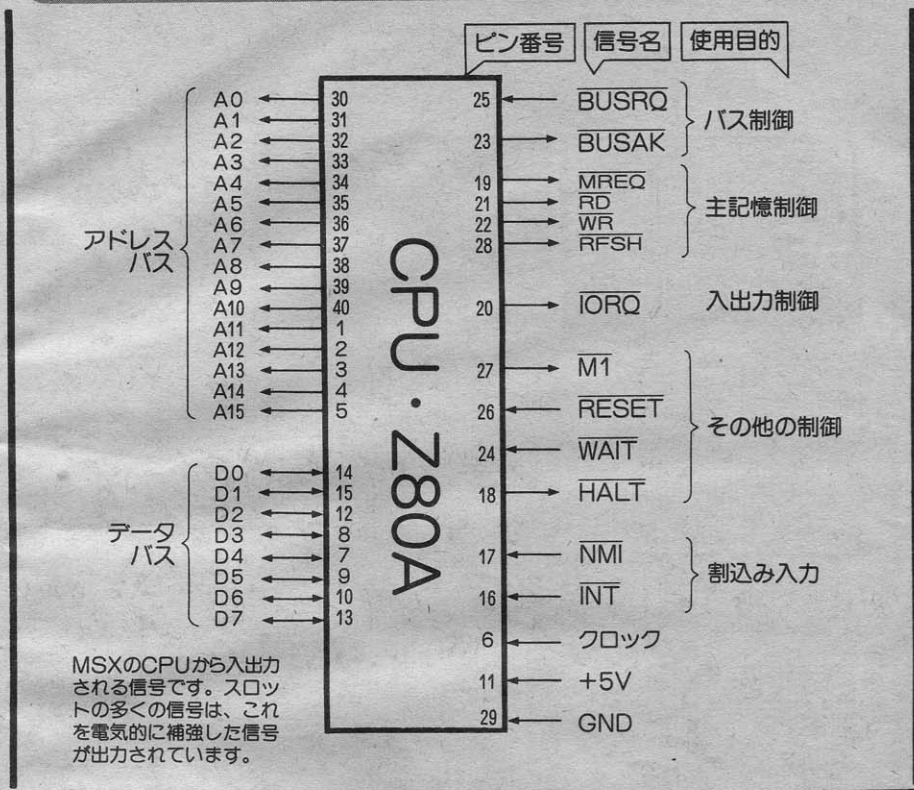 ピン番号 信号名 使用目的
アドレス
バス
A0 30
A1 31
A2 32
A3 33
A4 34
A5 35
A6 36
A7 37
A8 38
A9 39
A10 40
A11 1
A12 2
A13 3
A14 4
A15 5
データ
バス
D0 14
D1 15
D2 12
D3 8
D4 7
D5 9
D6 10
D7 13
CPU・Z80A
25 BUSRQ
23 BUSAK
バス制御
19 MREQ
21 RD
22 WR
28 RFSH
主記憶制御
20 IORQ 入出力制御
27 M1
26 RESET
24 WAIT
18 HALT
その他の制御
17 NMI
16 INT
割込み入力
6 クロック
11 +5V
29 GND
MSXのCPUから入出力
される信号です。スロッ
トの多くの信号は、これ
を電気的に補強した信号
が出力されています。